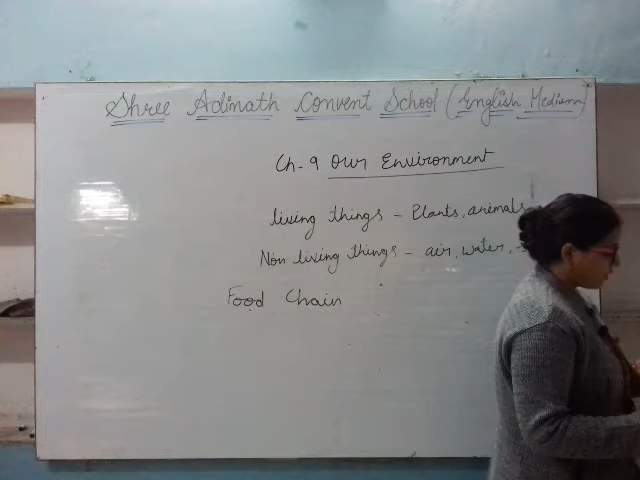 Shree Adinath Convent School (English Medium)
Ch-9 Our Environment
living things - Plants, animals
Non living things - air, water,
Food Chain